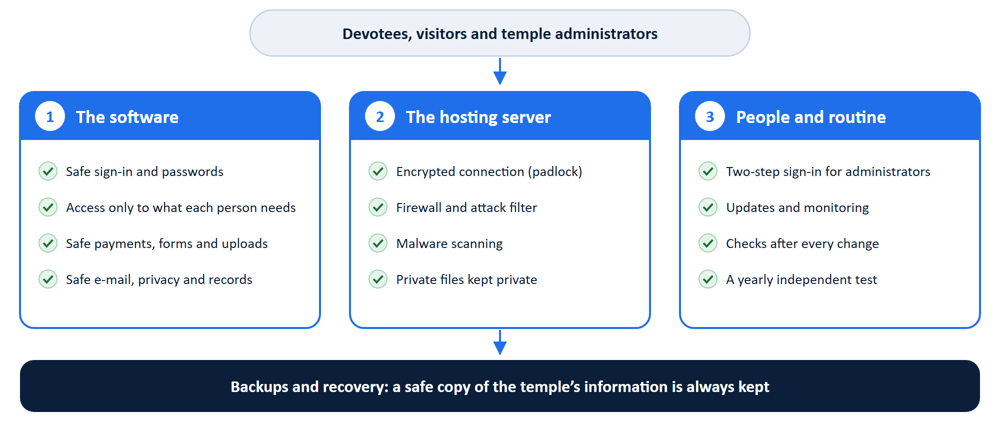 Devotees, visitors and temple administrators
1 The software
Safe sign-in and passwords
Access only to what each person needs
Safe payments, forms and uploads
Safe e-mail, privacy and records
2 The hosting server
Encrypted connection (padlock)
Firewall and attack filter
Malware scanning
Private files kept private
3 People and routine
Two-step sign-in for administrators
Updates and monitoring
Checks after every change
A yearly independent test
Backups and recovery: a safe copy of the temple’s information is always kept